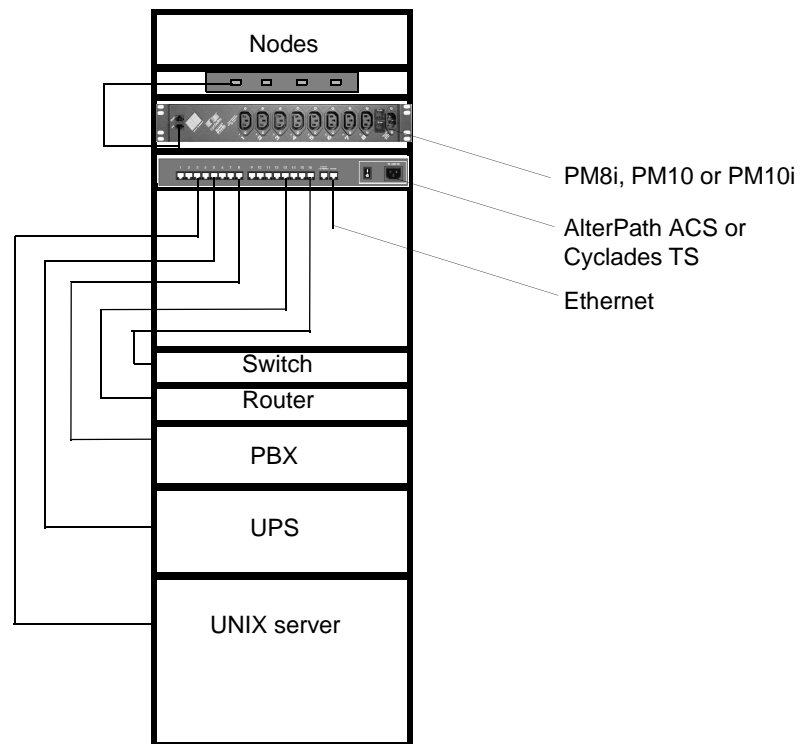 Nodes
PM8i, PM10 or PM10i
AlterPath ACS or
Cyclades TS
Ethernet
Switch
Router
PBX
UPS
UNIX server